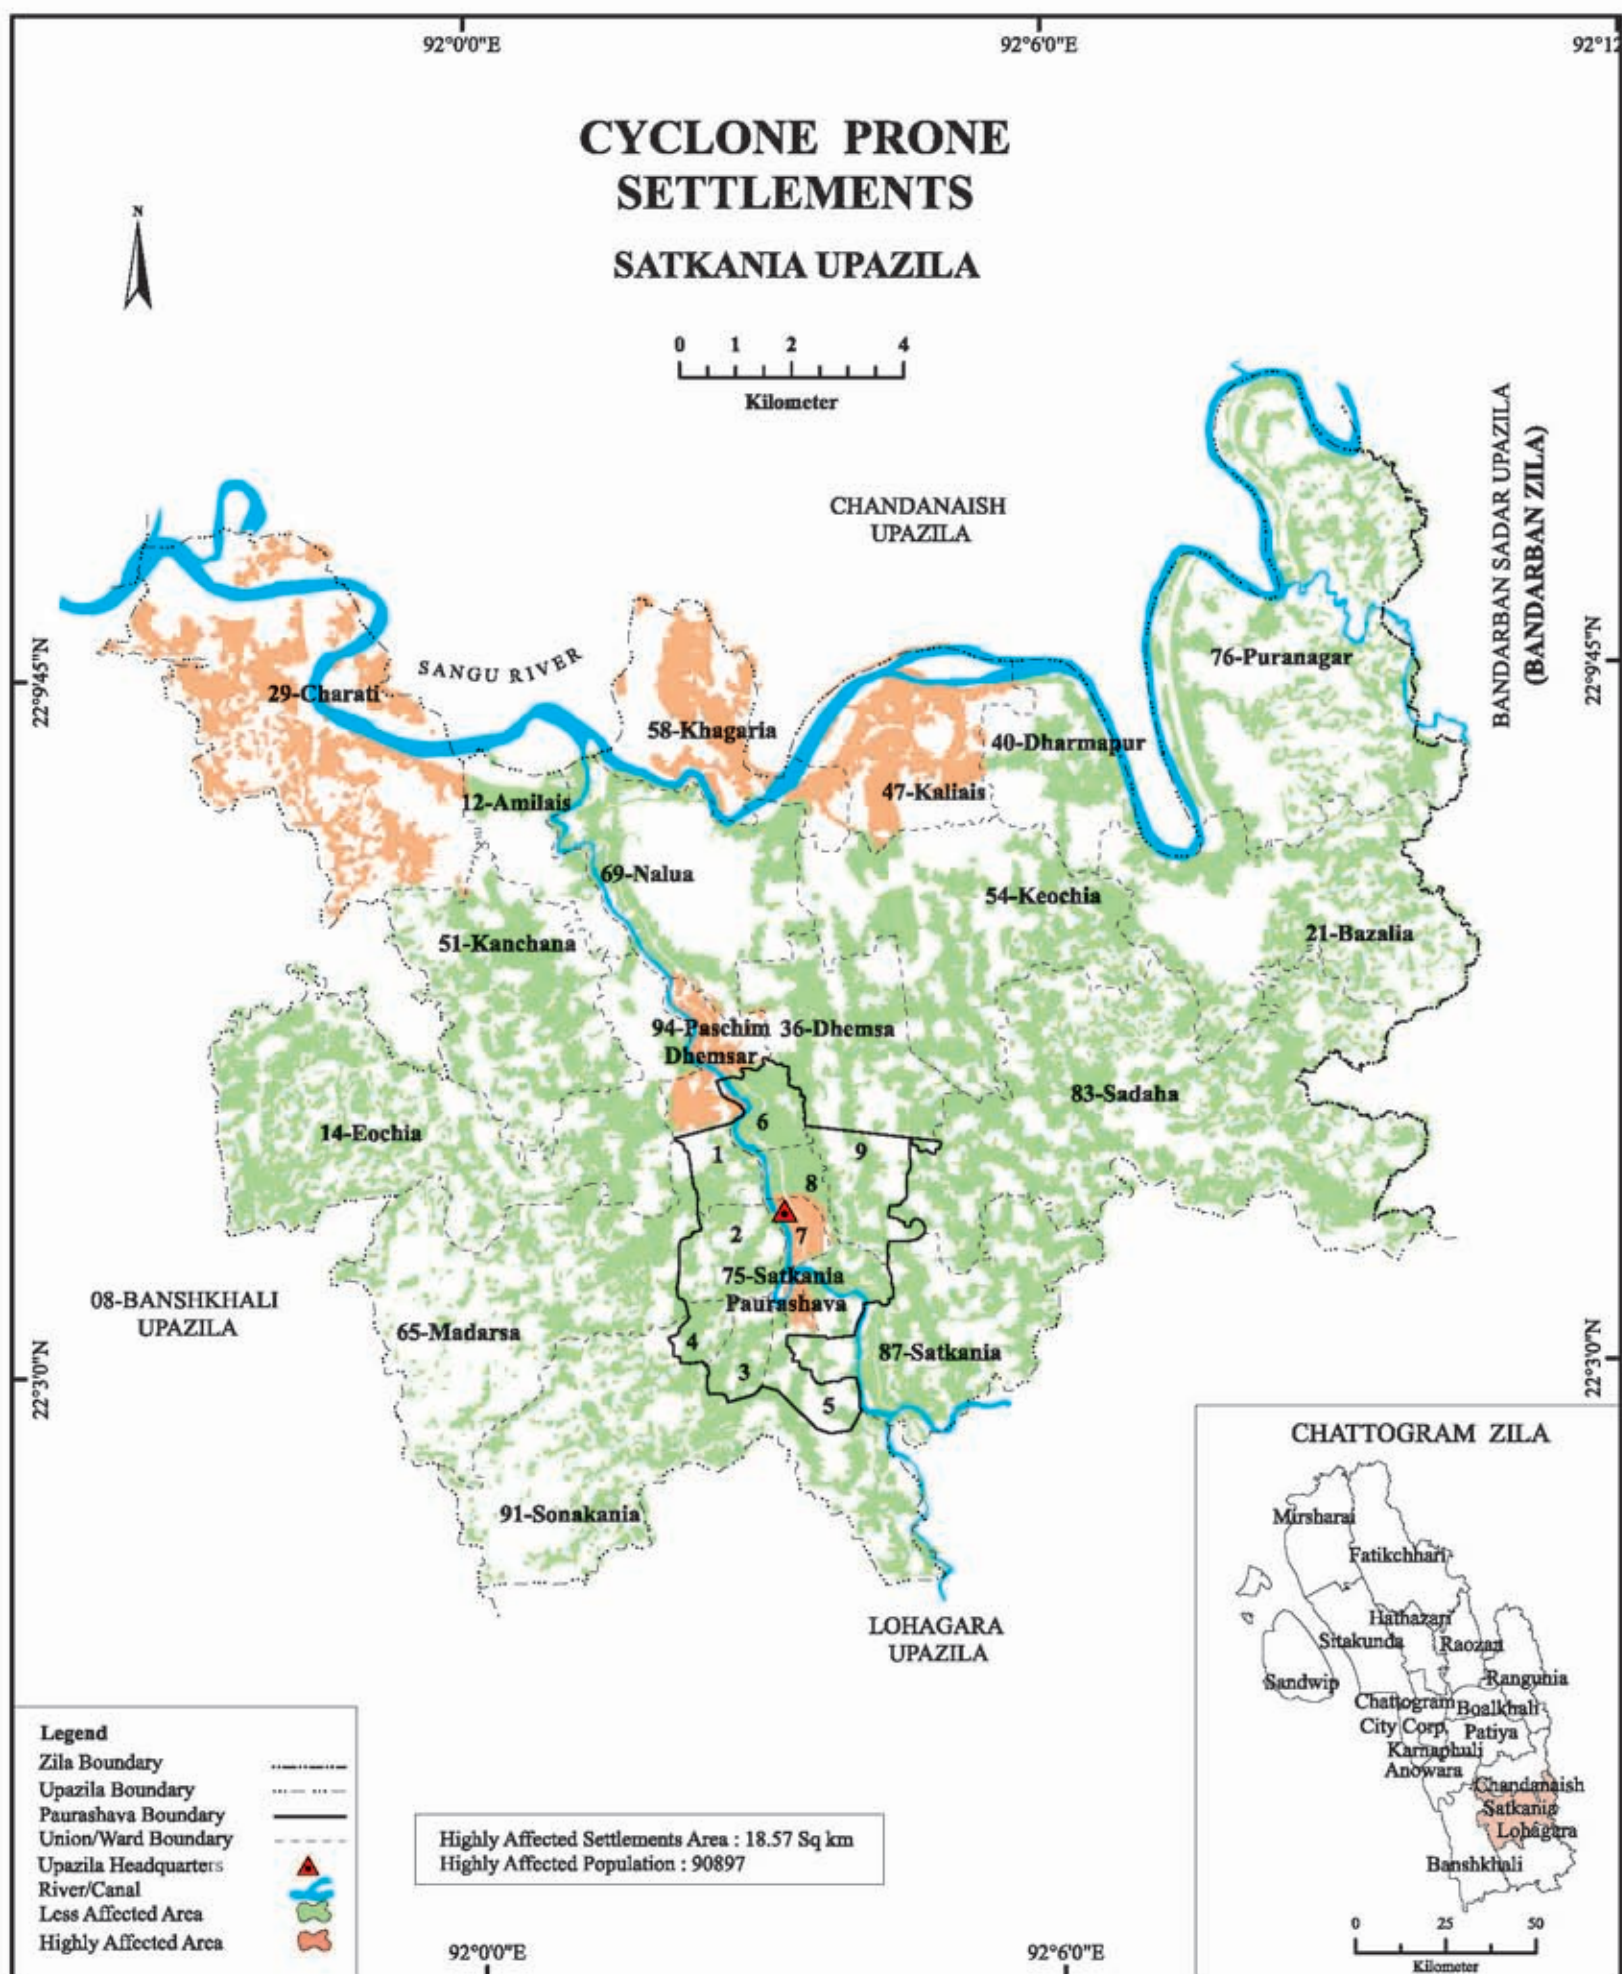 92°0'0"E
92°6'0"E
CYCLONE PRONE
SETTLEMENTS
SATKANIA UPAZILA
N
0 1 2 4
Kilometer
CHANDANAISH
UPAZILA
BANDARBAN SADAR UPAZILA
(BANDARBAN ZILA)
22°9'45"N
22°9'45"N
SANGU RIVER
76-Puranagar
29-Charati
58-Khagaria
40-Dharmapur
47-Kaliais
12-Amilais
69-Nalua
54-Keochia
51-Kanchana
21-Bazalia
94-Paschim
Dhemsar
36-Dhemsa
83-Sadaha
14-Eochia
6
1
9
8
2
7
75-Satkania
Paurashava
08-BANSHKHALI
UPAZILA
65-Madarsa
4
3
5
87-Satkania
22°3'0"N
22°3'0"N
91-Sonakania
LOHAGARA
UPAZILA
CHATTOGRAM ZILA
Mirsharai
Fatikchhari
Hathazari
Sitakunda
Raozan
Sandwip
Rangunia
Chattogram
City Corp.
Boalkhali
Patiya
Karnaphuli
Anowara
Chandanaish
Satkania
Lohagara
Banshkhali
0 25 50
Kilometer
Legend
Zila Boundary
Upazila Boundary
Paurashava Boundary
Union/Ward Boundary
Upazila Headquarters
River/Canal
Less Affected Area
Highly Affected Area
Highly Affected Settlements Area : 18.57 Sq km
Highly Affected Population : 90897
92°0'0"E
92°6'0"E